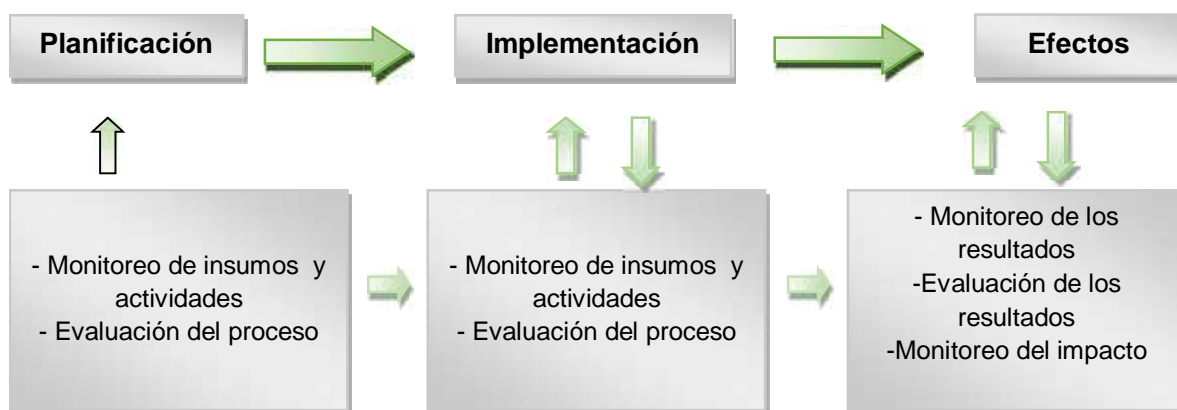 Planificación
Implementación
Efectos
- Monitoreo de insumos y
actividades
- Evaluación del proceso
- Monitoreo de insumos y
actividades
- Evaluación del proceso
- Monitoreo de los
resultados
-Evaluación de los
resultados
-Monitoreo del impacto